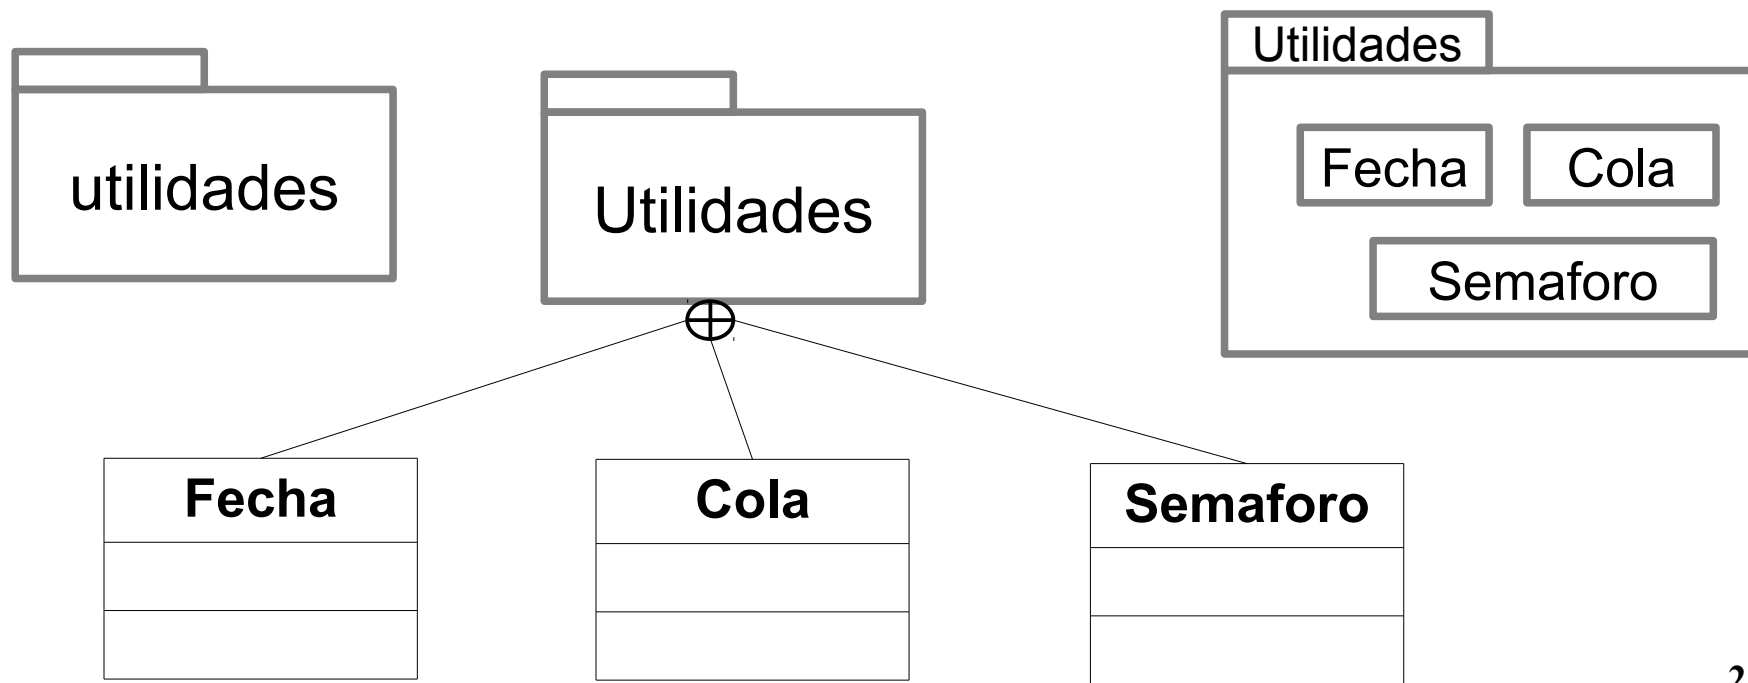 utilidades
Utilidades
Utilidades
Fecha
Cola
Semaforo
Fecha
Cola
Semaforo
2